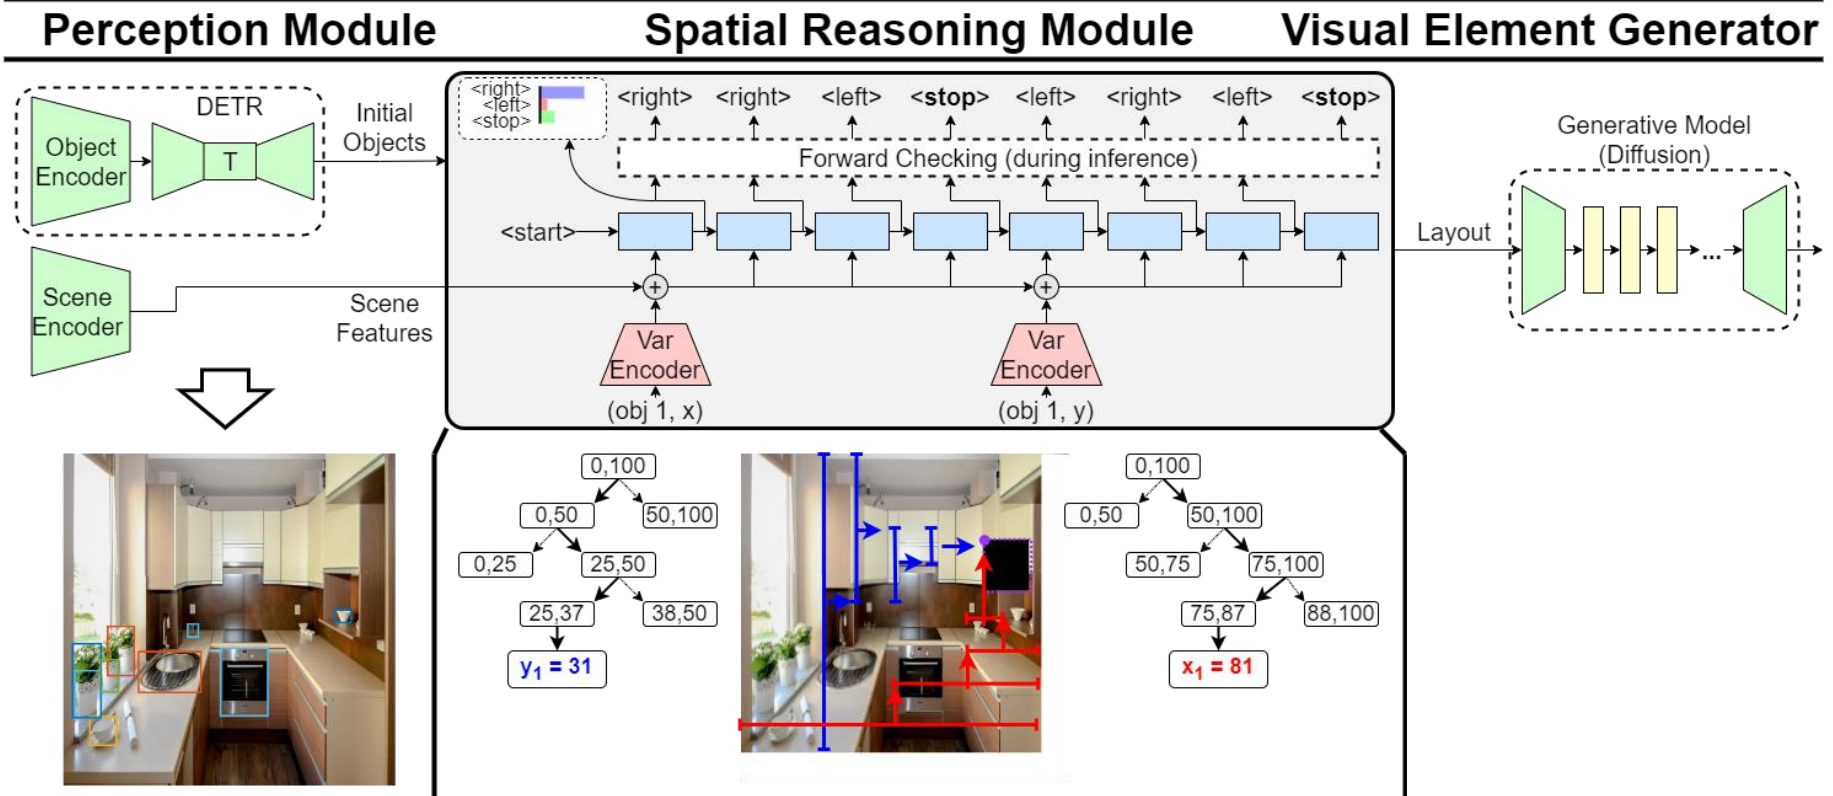 Perception Module
Spatial Reasoning Module
Visual Element Generator
DETR
Object
Encoder
T
Initial
Objects
Scene
Encoder
Scene
Features
<right>
<left>
<stop>
<right> <right> <left> <stop> <left> <right> <left> <stop>
Forward Checking (during inference)
<start>
+
+
Var
Encoder
(obj 1, x)
Var
Encoder
(obj 1, y)
Layout
Generative Model
(Diffusion)
...
0,100
0,50 50,100
0,25 25,50
25,37 38,50
y1 = 31
0,100
0,50 50,100
50,75 75,100
75,87 88,100
x1 = 81